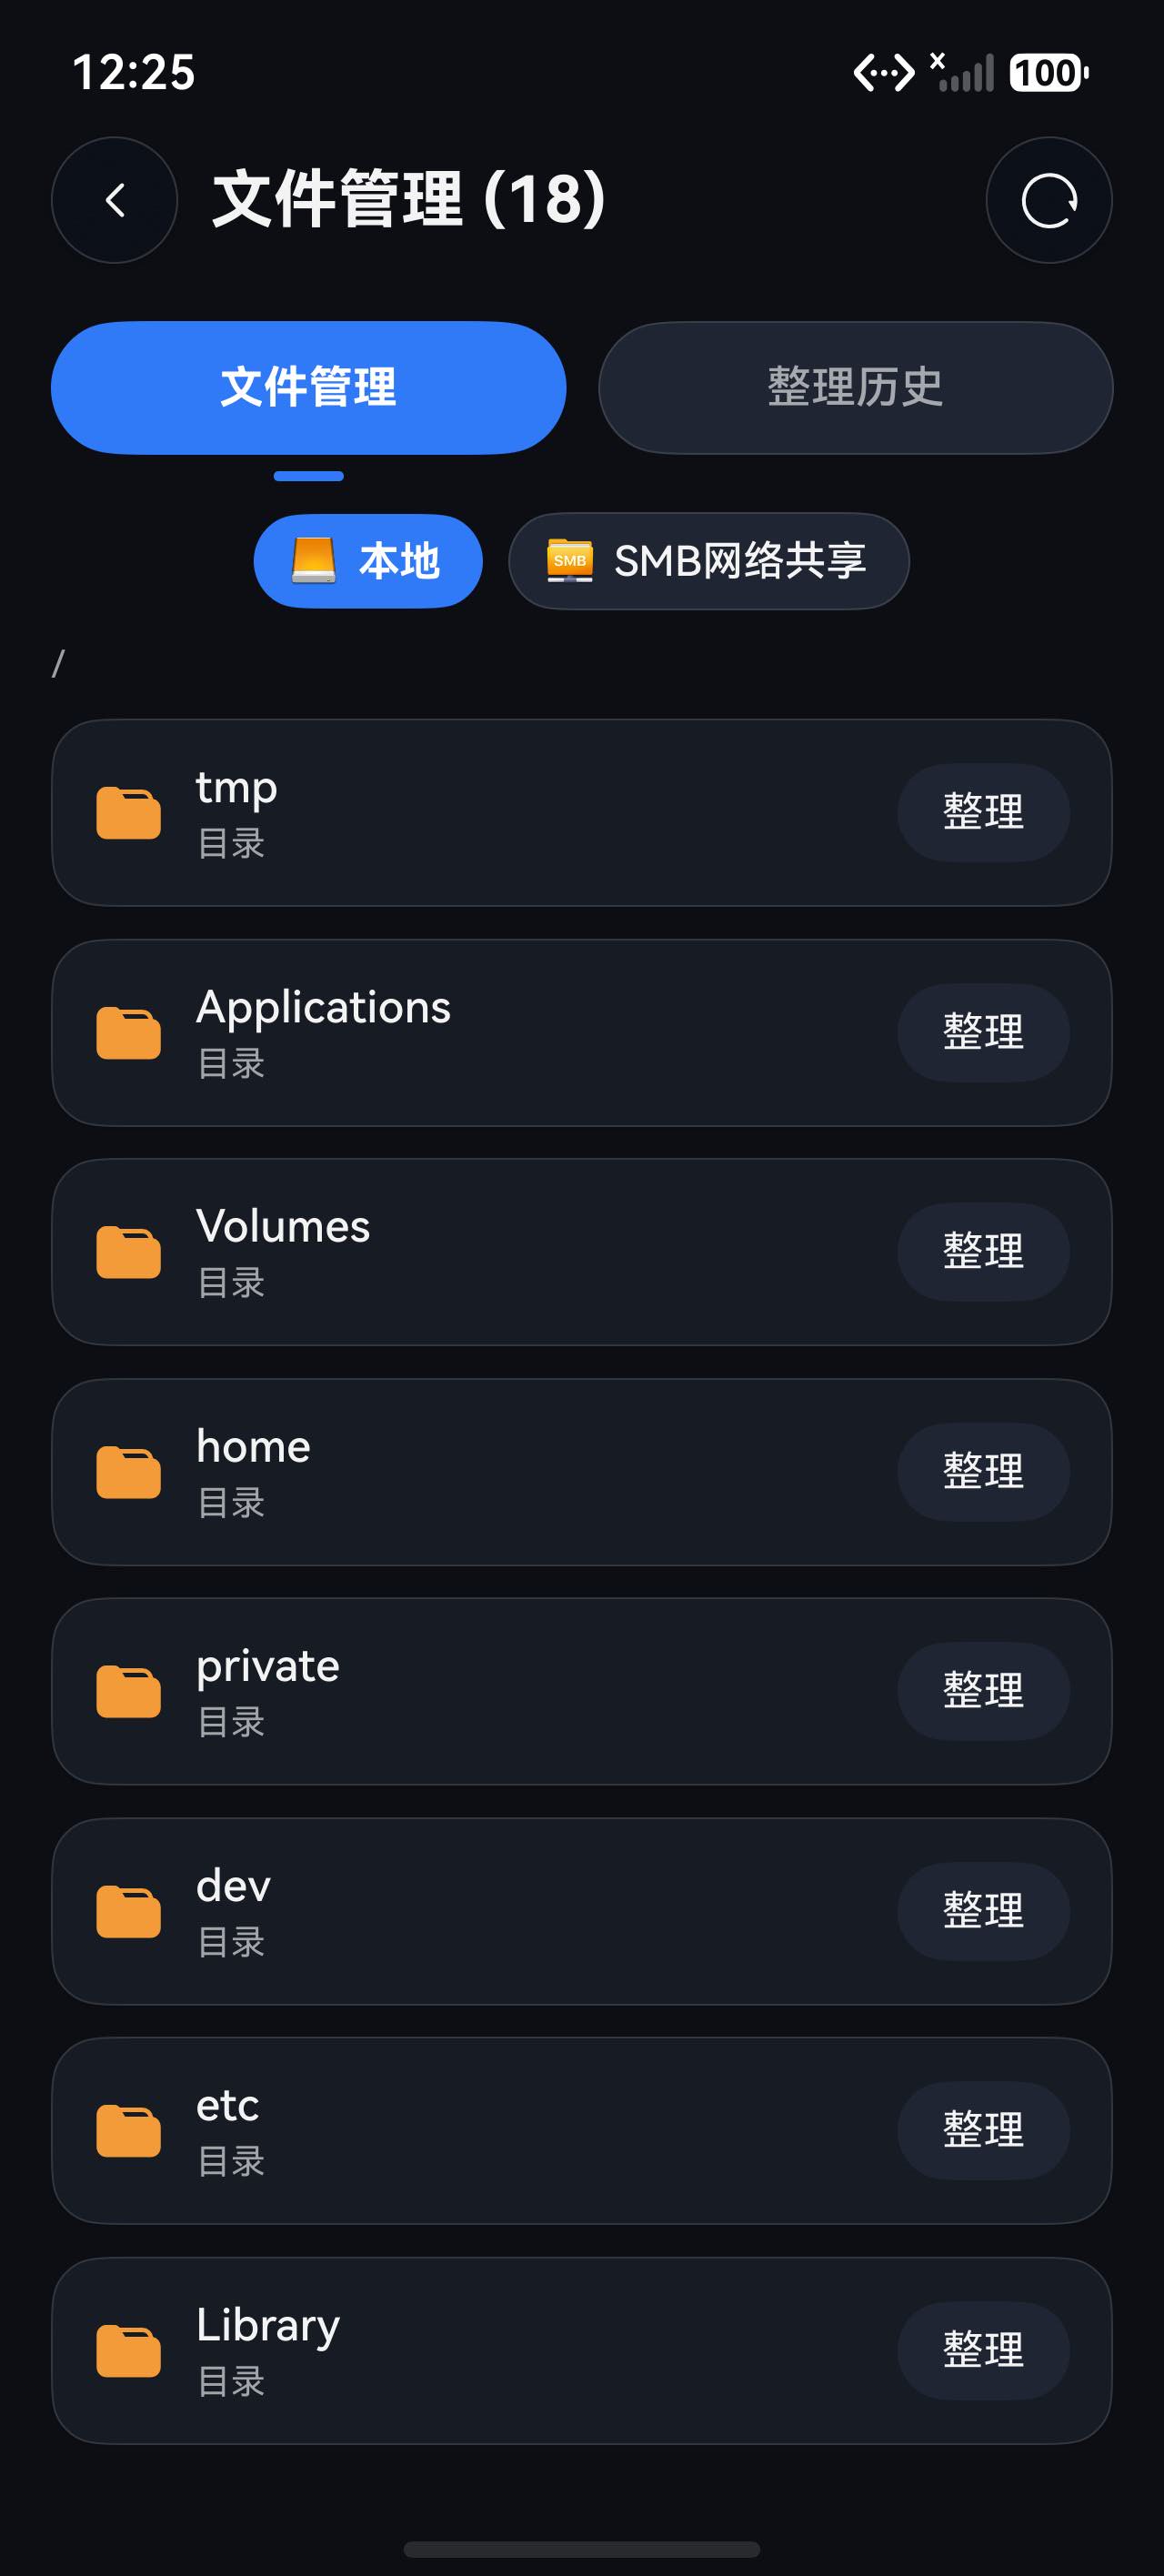 12:25
100
文件管理 (18)
文件管理
整理历史
本地
SMB
SMB网络共享
/
tmp
目录
整理
Applications
目录
整理
Volumes
目录
整理
home
目录
整理
private
目录
整理
dev
目录
整理
etc
目录
整理
Library
目录
整理